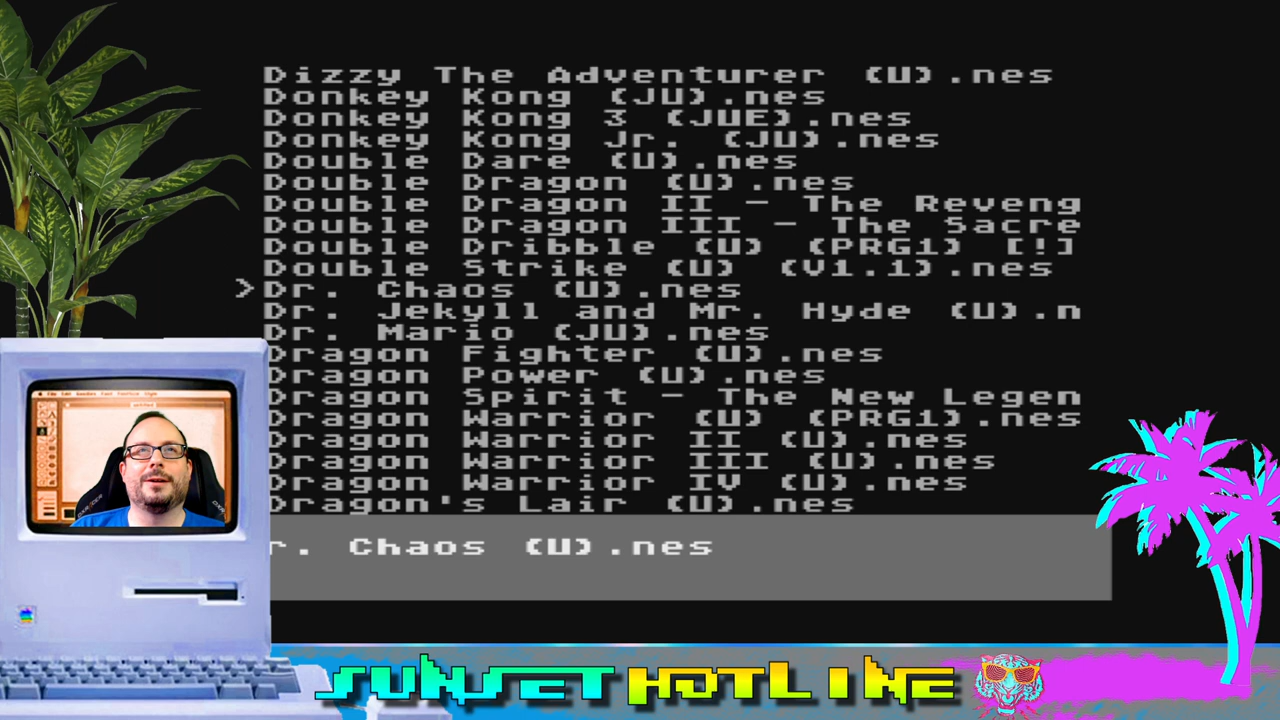 Dizzy The Adventurer (U).nes
Donkey Kong (JU).nes
Donkey Kong 3 (JUE).nes
Donkey Kong Jr. (JU).nes
Double Dare (U).nes
Double Dragon (U).nes
Double Dragon II - The Reveng
Double Dragon III - The Sacre
Double Dribble (U) (PRG1) [!]
Double Strike (U) (V1.1).nes
>Dr. Chaos (U).nes
Dr. Jekyll and Mr. Hyde (U).n
Dr. Mario (JU).nes
Dragon Fighter (U).nes
Dragon Power (U).nes
Dragon Spirit - The New Legen
Dragon Warrior (U) (PRG1).nes
Dragon Warrior II (U).nes
Dragon Warrior III (U).nes
Dragon Warrior IV (U).nes
Dragon's Lair (U).nes
r. Chaos (U).nes
SUNSET HOTLINE